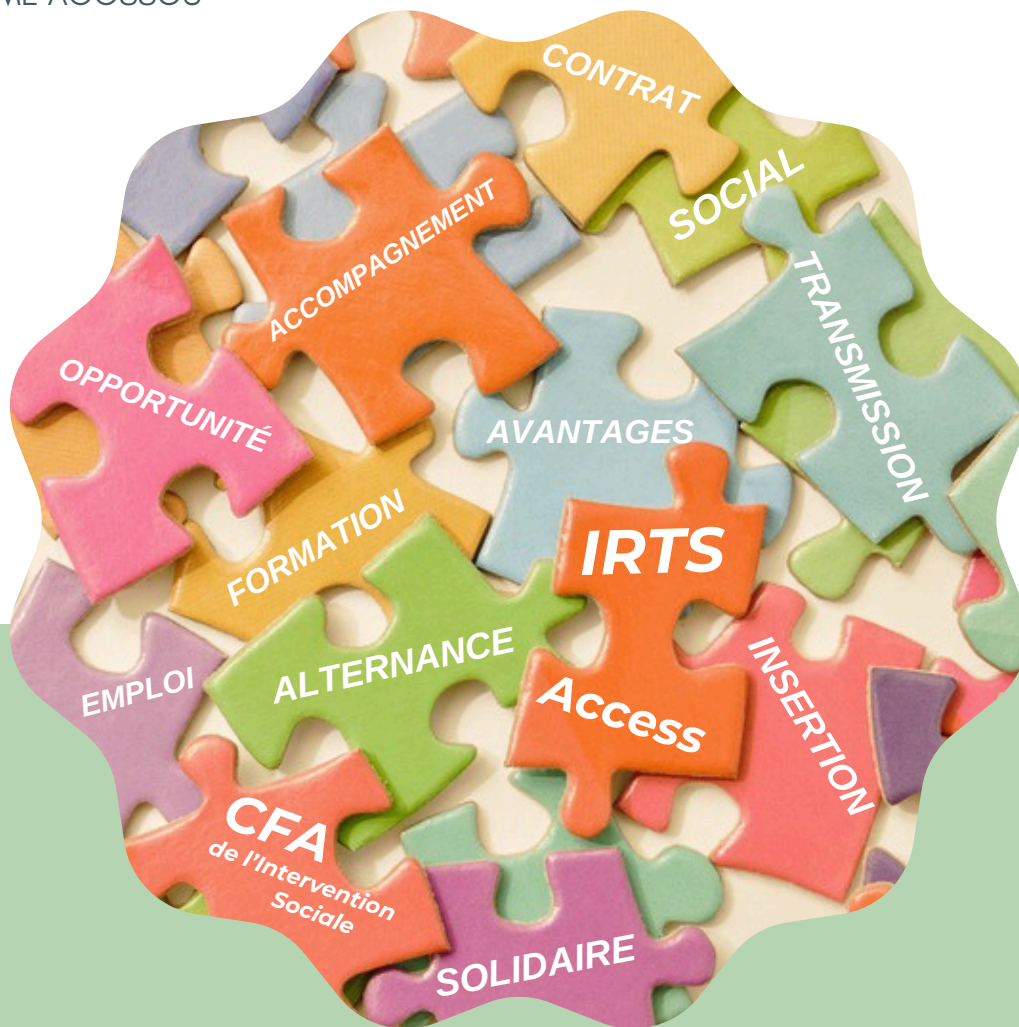 CONTRAT
SOCIAL
ACCOMPAGNEMENT
TRANSMISSION
OPPORTUNITÉ
AVANTAGES
FORMATION
IRTS
ALTERNANCE
INSERTION
EMPLOI
Access
CFA
de l'Intervention
Sociale
SOLIDAIRE